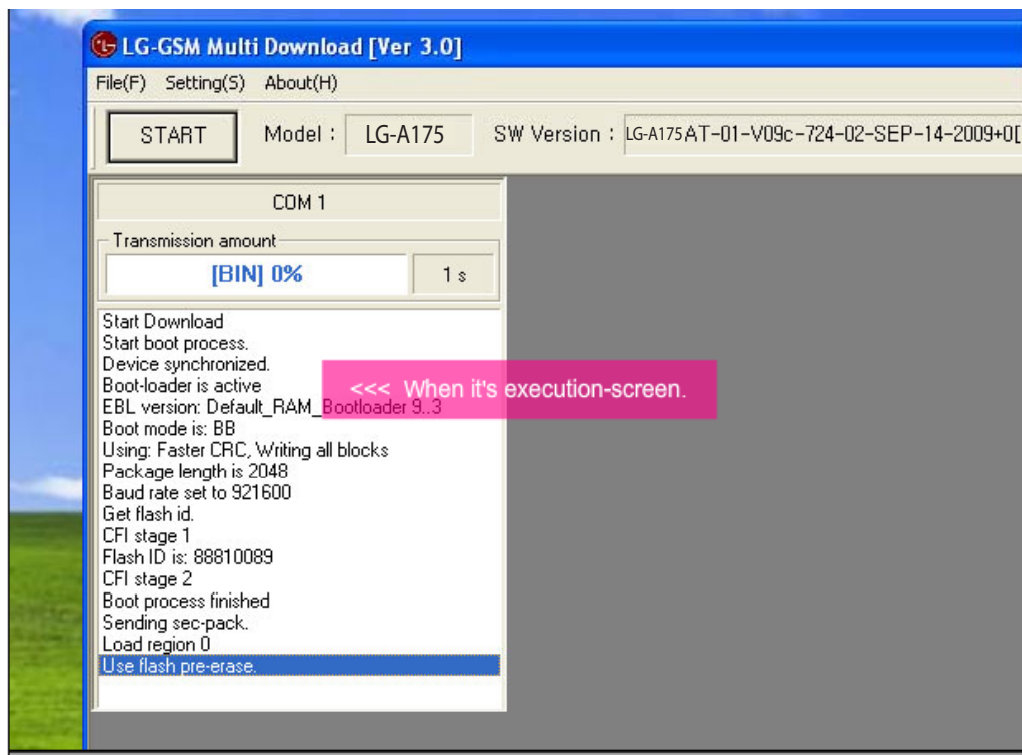 LG-GSM Multi Download [Ver 3.0]
File(F) Setting(S) About(H)
START Model : LG-A175 SW Version : LG-A175AT-01-V09c-724-02-SEP-14-2009+0[
COM 1
Transmission amount
[BIN] 0% 1 s
Start Download
Start boot process.
Device synchronized.
Boot-loader is active
<<< When it's execution-screen.
EBL version: Default_RAM_Bootloader 9..3
Boot mode is: BB
Using: Faster CRC, Writing all blocks
Package length is 2048
Baud rate set to 921600
Get flash id.
CFI stage 1
Flash ID is: 88810089
CFI stage 2
Boot process finished
Sending sec-pack.
Load region 0
Use flash pre-erase.